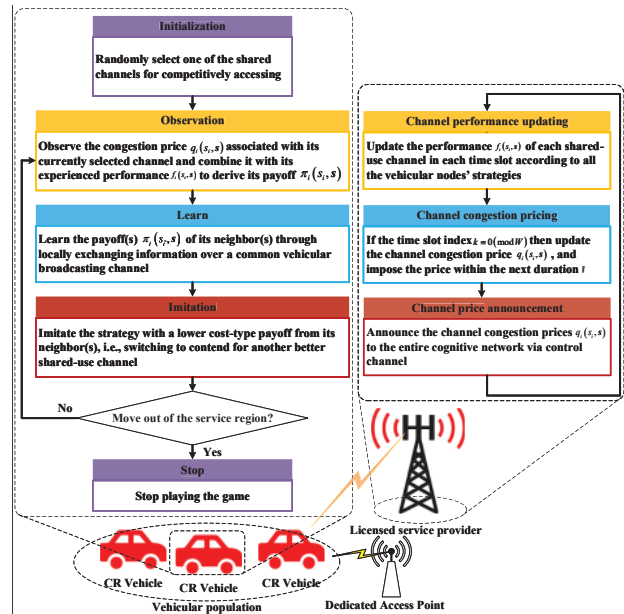 Initialization
Randomly select one of the shared
channels for competitively accessing
Observation
Observe the congestion price q_i(s_i,s) associated with its
currently selected channel and combine it with its
experienced performance f_i(s_i,s) to derive its payoff π_i(s_i,s)
Learn
Learn the payoff(s) π_i(s_i,s) of its neighbor(s) through
locally exchanging information over a common vehicular
broadcasting channel
Imitation
Imitate the strategy with a lower cost-type payoff from its
neighbor(s), i.e., switching to contend for another better
shared-use channel
No
Move out of the service region?
Yes
Stop
Stop playing the game
Channel performance updating
Update the performance f_i(s_i,s) of each shared-
use channel in each time slot according to all
the vehicular nodes' strategies
Channel congestion pricing
If the time slot index k=0(modW) then update
the channel congestion price q_i(s_i,s), and
impose the price within the next duration
Channel price announcement
Announce the channel congestion prices q_i(s_i,s)
to the entire cognitive network via control
channel
Licensed service provider
CR Vehicle
CR Vehicle
CR Vehicle
Vehicular population
Dedicated Access Point